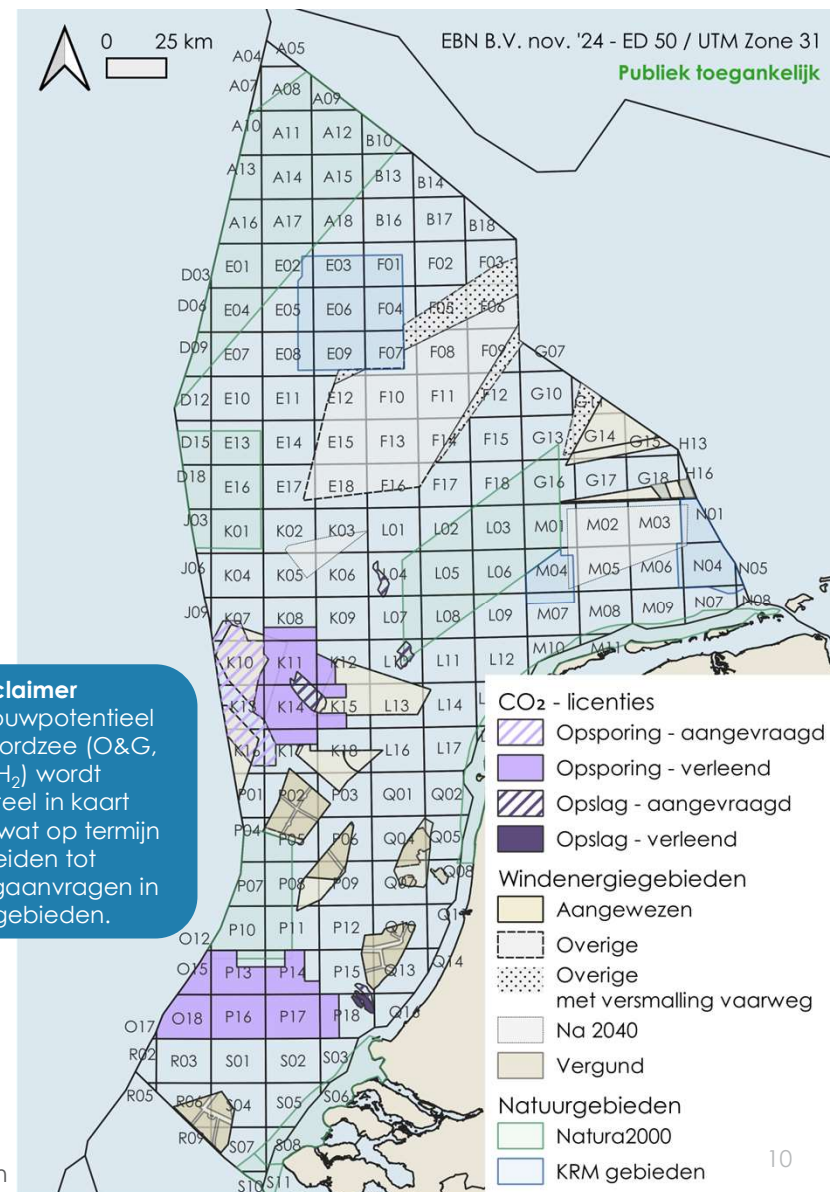 0 25 km
EBN B.V. nov. '24 - ED 50 / UTM Zone 31
Publiek toegankelijk
A04 A05
A07 A08 A09
A10 A11 A12 B10
A13 A14 A15 B13 B14
A16 A17 A18 B16 B17 B18
D03 E01 E02 E03 F01 F02 F03
D06 E04 E05 E06 F04 F05 F06
D09 E07 E08 E09 F07 F08 F09 G07
D12 E10 E11 E12 F10 F11 F12 G10 G11
D15 E13 E14 E15 F13 F14 F15 G13 G14 G15 H13
D18 E16 E17 E18 F16 F17 F18 G16 G17 G18 H16
J03 K01 K02 K03 L01 L02 L03 M01 M02 M03 N01
J06 K04 K05 K06 L04 L05 L06 M04 M05 M06 N04 N05
J09 K07 K08 K09 L07 L08 L09 M07 M08 M09 N07 N08
K10 K11 K12 L10 L11 L12 M10 M11
K13 K14 K15 L13 L14
K16 K17 K18 L16 L17
P01 P02 P03 Q01 Q02
P04 P05 P06 Q04 Q05
P07 P08 P09 Q07 Q08
O12 P10 P11 P12 Q10
O15 P13 P14 P15 Q13 Q14
O17 O18 P16 P17 P18 Q16
R02 R03 S01 S02 S03
R05 R06 S04 S05 S06
R09 S07 S08
S10 S11
claimer
ouwpotentieel
ordzee (O&G,
H₂) wordt
eel in kaart
wat op termijn
eiden tot
gaanvragen in
gebieden.
CO₂ - licenties
Opsporing - aangevraagd
Opsporing - verleend
Opslag - aangevraagd
Opslag - verleend
Windenergiegebieden
Aangewezen
Overige
Overige
met versmalling vaarweg
Na 2040
Vergund
Natuurgebieden
Natura2000
KRM gebieden
10
n